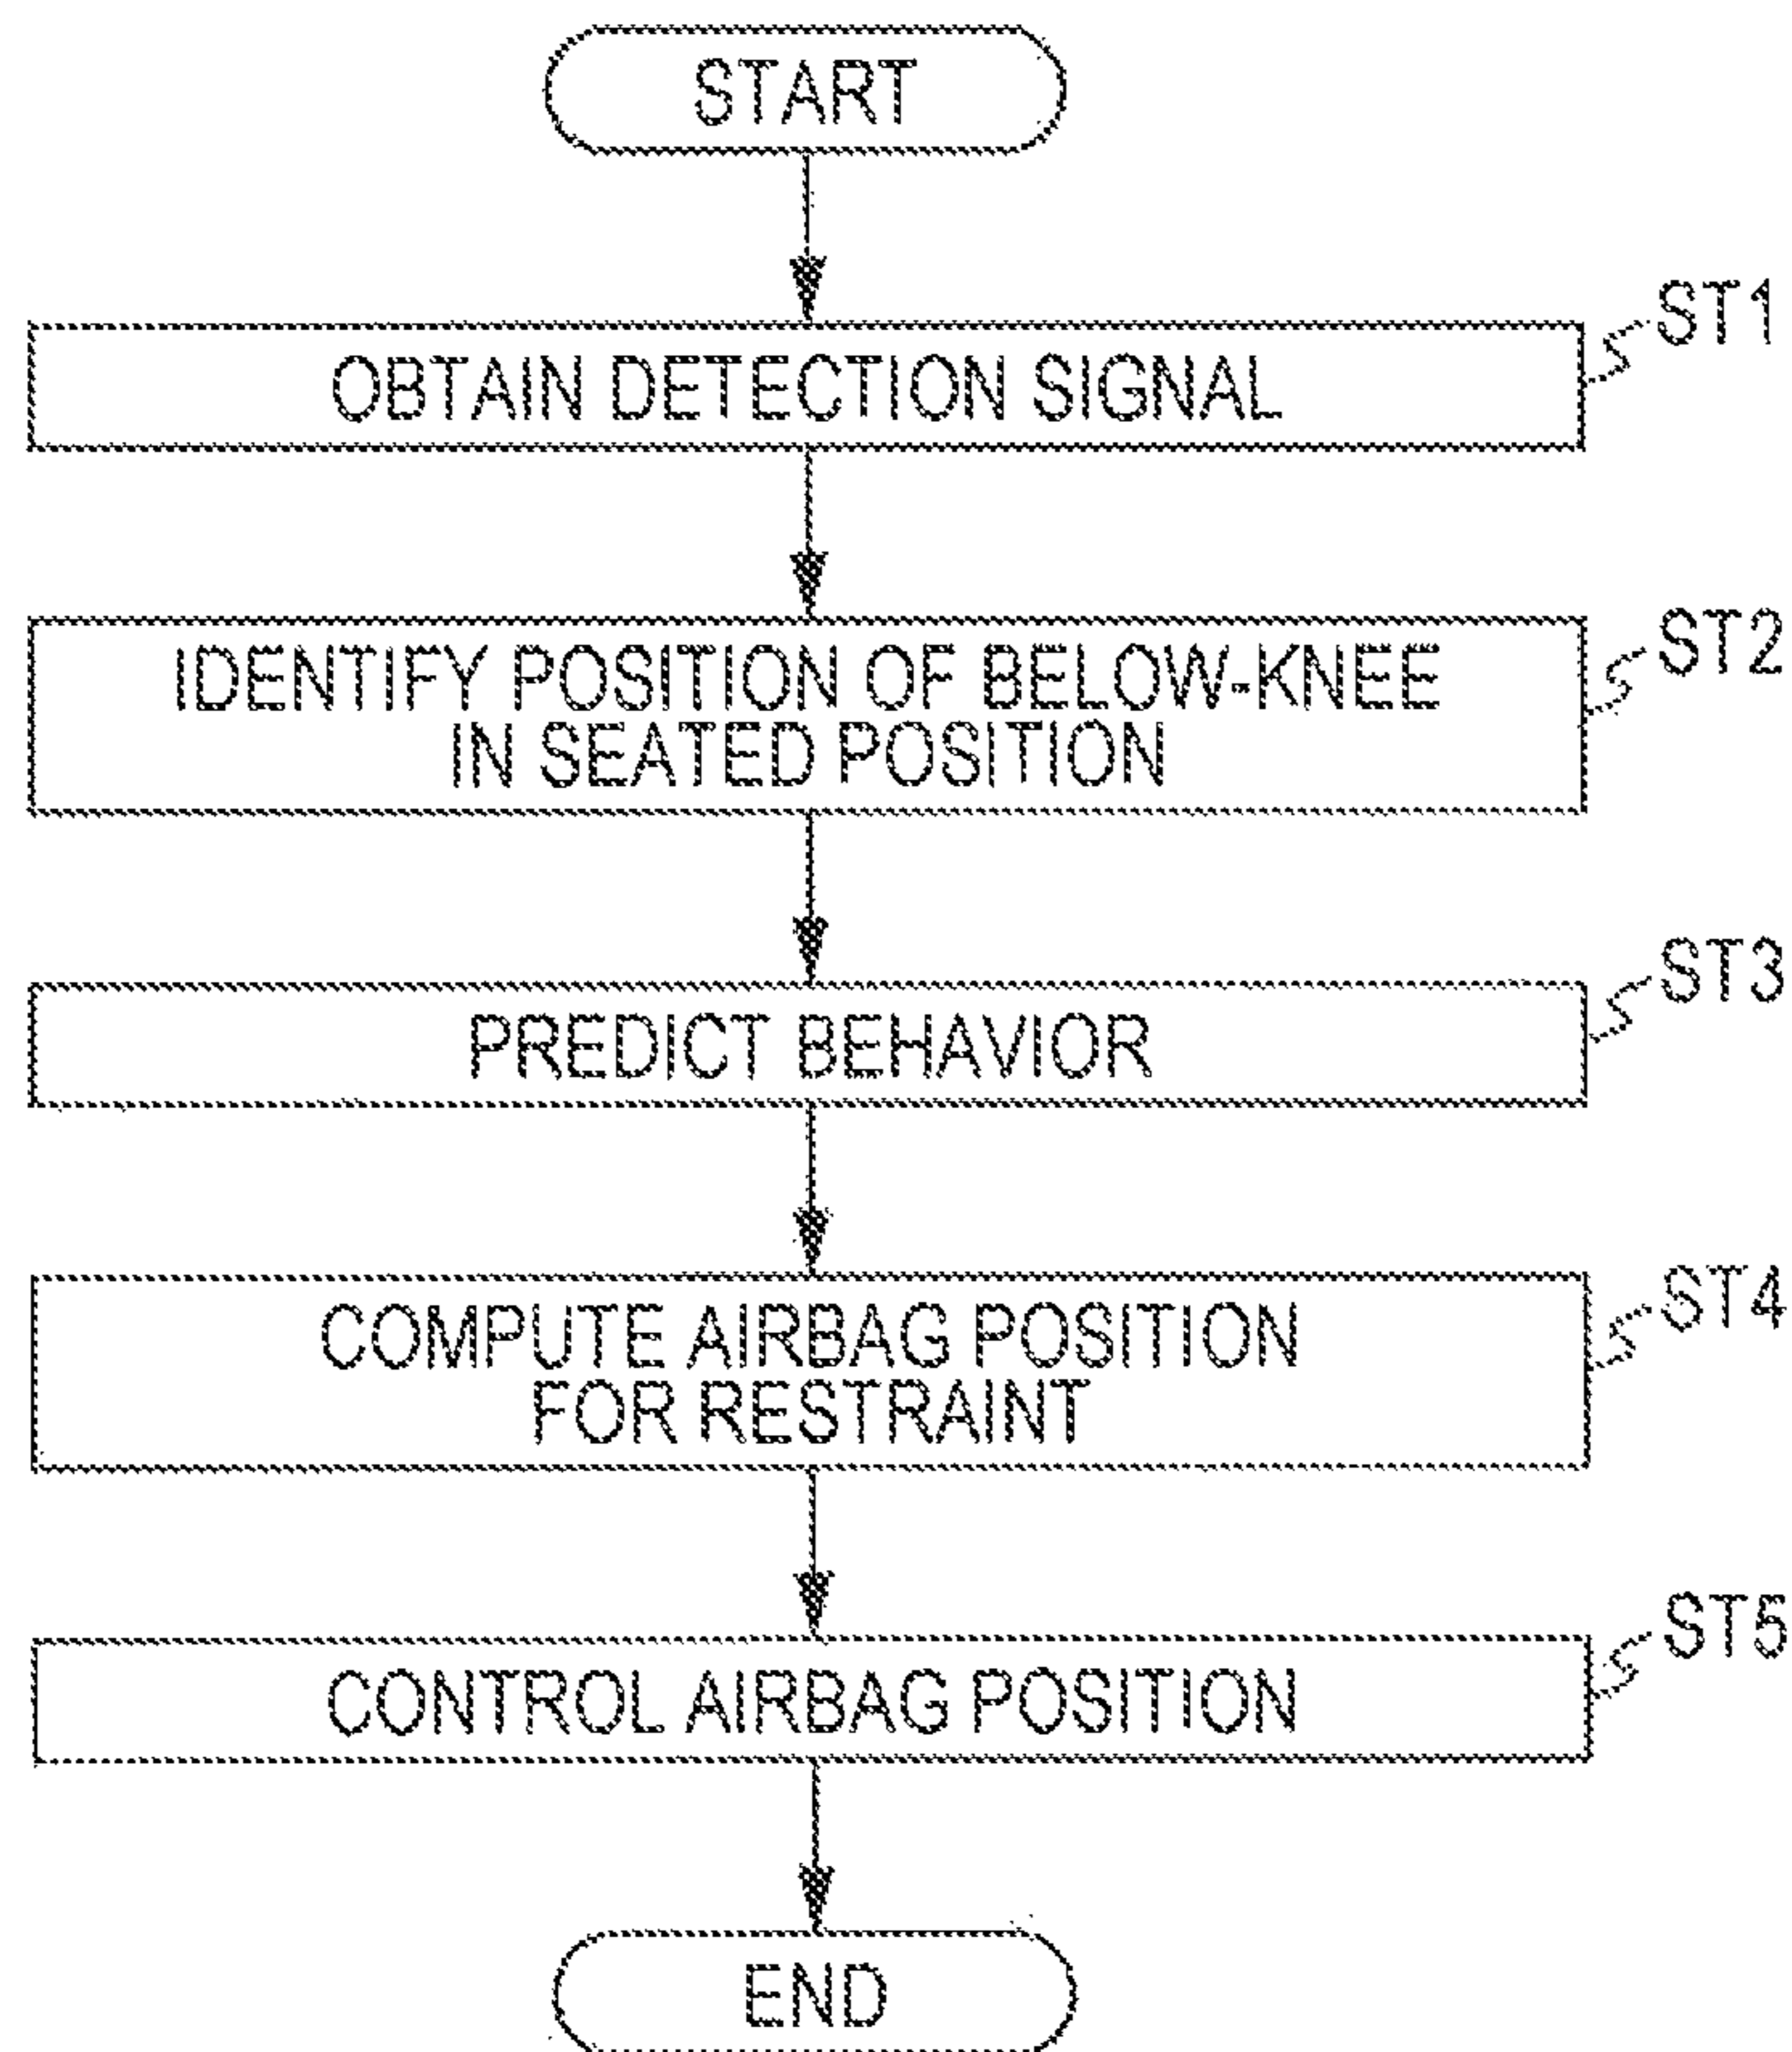 START
ST1
OBTAIN DETECTION SIGNAL
ST2
IDENTIFY POSITION OF BELOW-KNEE
IN SEATED POSITION
ST3
PREDICT BEHAVIOR
ST4
COMPUTE AIRBAG POSITION
FOR RESTRAINT
ST5
CONTROL AIRBAG POSITION
END